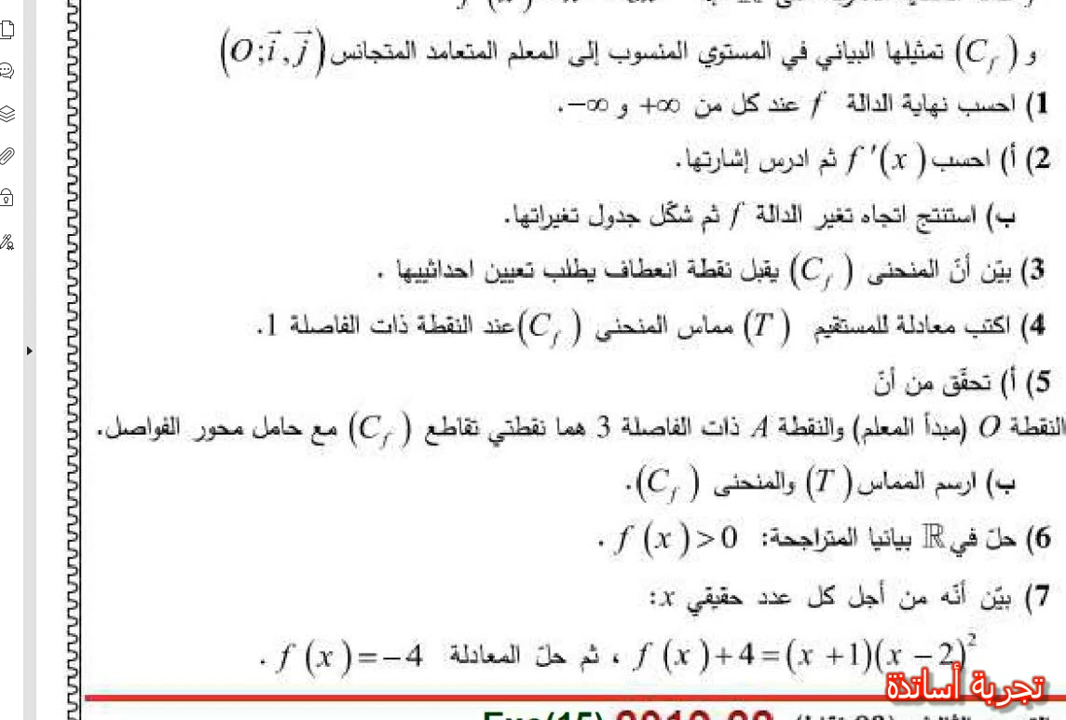 و (C_f) تمثيلها البياني في المستوي المنسوب إلى المعلم المتعامد المتجانس (O; i⃗, j⃗)
1) احسب نهاية الدالة f عند كل من +∞ و −∞.
2) أ) احسب f'(x) ثم ادرس إشارتها.
ب) استنتج اتجاه تغير الدالة f ثم شكّل جدول تغيراتها.
3) بيّن أنّ المنحنى (C_f) يقبل نقطة انعطاف يطلب تعيين احداثييها .
4) اكتب معادلة للمستقيم (T) مماس المنحنى (C_f) عند النقطة ذات الفاصلة 1.
5) أ) تحقّق من أنّ
النقطة O (مبدأ المعلم) والنقطة A ذات الفاصلة 3 هما نقطتي تقاطع (C_f) مع حامل محور الفواصل.
ب) ارسم المماس (T) والمنحنى (C_f).
6) حلّ في ℝ بيانيا المتراجحة: f(x)>0 .
7) بيّن أنّه من أجل كل عدد حقيقي x:
f(x)+4=(x+1)(x−2)² ، ثم حلّ المعادلة f(x)=−4 .
تجربة أساتذة